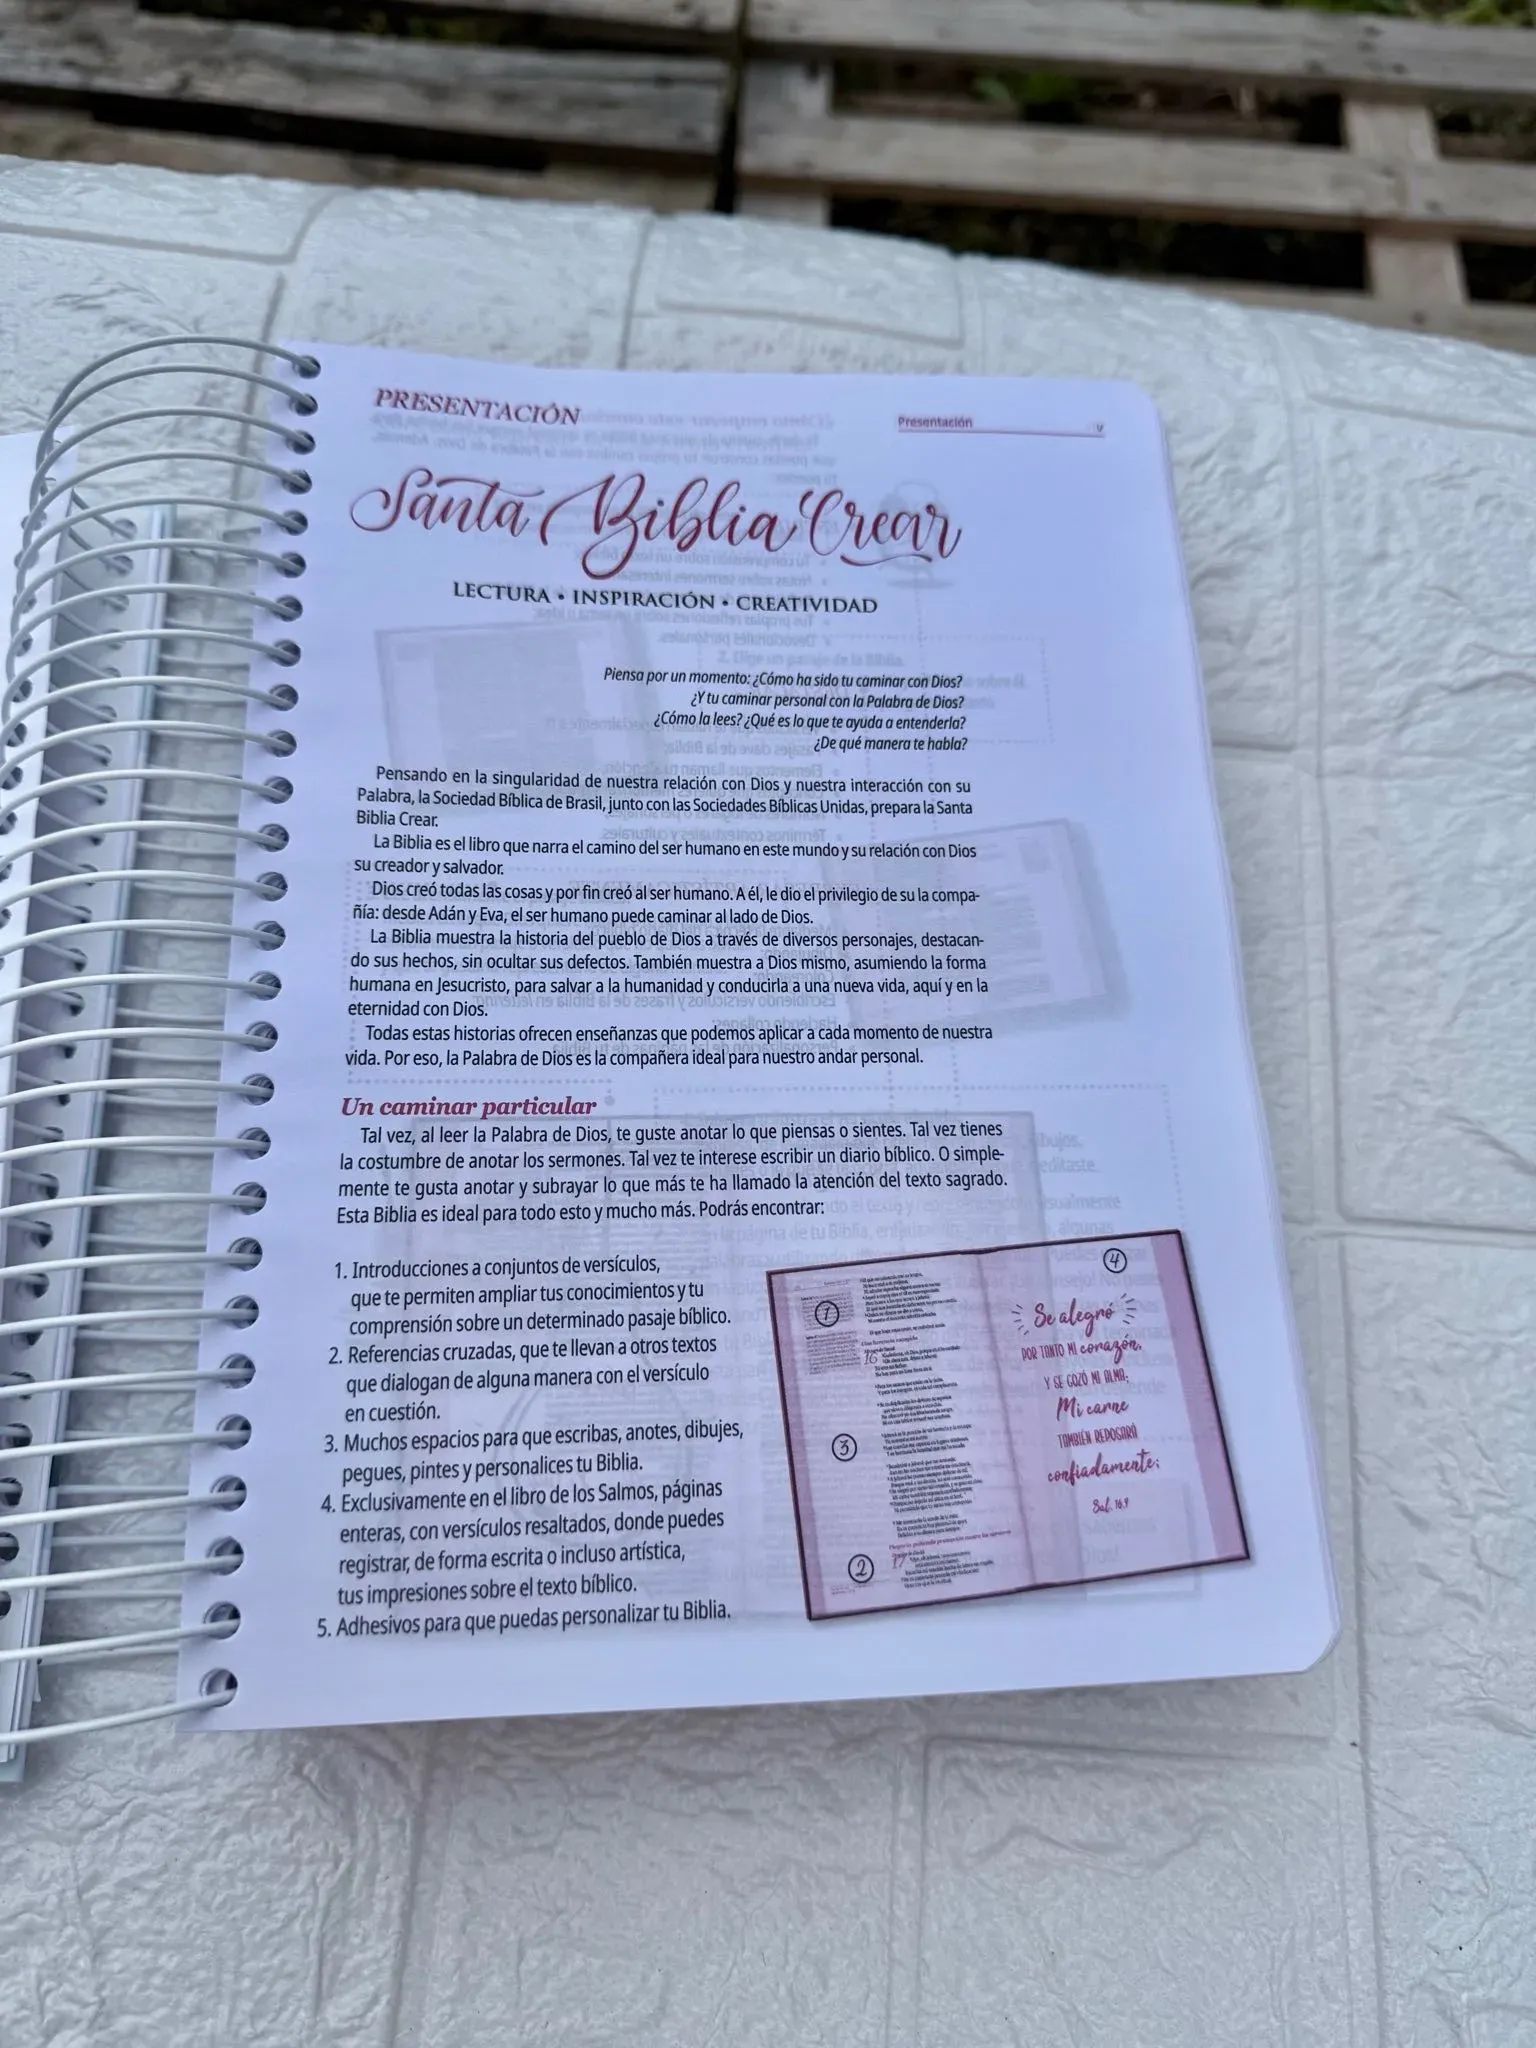 PRESENTACIÓN
Presentación v
Santa Biblia Crear
LECTURA • INSPIRACIÓN • CREATIVIDAD
Piensa por un momento: ¿Cómo ha sido tu caminar con Dios?
¿Y tu caminar personal con la Palabra de Dios?
¿Cómo la lees? ¿Qué es lo que te ayuda a entenderla?
¿De qué manera te habla?
Pensando en la singularidad de nuestra relación con Dios y nuestra interacción con su
Palabra, la Sociedad Bíblica de Brasil, junto con las Sociedades Bíblicas Unidas, prepara la Santa
Biblia Crear.
La Biblia es el libro que narra el camino del ser humano en este mundo y su relación con Dios
su creador y salvador.
Dios creó todas las cosas y por fin creó al ser humano. A él, le dio el privilegio de su la compa-
ñía: desde Adán y Eva, el ser humano puede caminar al lado de Dios.
La Biblia muestra la historia del pueblo de Dios a través de diversos personajes, destacan-
do sus hechos, sin ocultar sus defectos. También muestra a Dios mismo, asumiendo la forma
humana en Jesucristo, para salvar a la humanidad y conducirla a una nueva vida, aquí y en la
eternidad con Dios.
Todas estas historias ofrecen enseñanzas que podemos aplicar a cada momento de nuestra
vida. Por eso, la Palabra de Dios es la compañera ideal para nuestro andar personal.
Un caminar particular
Tal vez, al leer la Palabra de Dios, te guste anotar lo que piensas o sientes. Tal vez tienes
la costumbre de anotar los sermones. Tal vez te interese escribir un diario bíblico. O simple-
mente te gusta anotar y subrayar lo que más te ha llamado la atención del texto sagrado.
Esta Biblia es ideal para todo esto y mucho más. Podrás encontrar:
1. Introducciones a conjuntos de versículos,
que te permiten ampliar tus conocimientos y tu
comprensión sobre un determinado pasaje bíblico.
2. Referencias cruzadas, que te llevan a otros textos
que dialogan de alguna manera con el versículo
en cuestión.
3. Muchos espacios para que escribas, anotes, dibujes,
pegues, pintes y personalices tu Biblia.
4. Exclusivamente en el libro de los Salmos, páginas
enteras, con versículos resaltados, donde puedes
registrar, de forma escrita o incluso artística,
tus impresiones sobre el texto bíblico.
5. Adhesivos para que puedas personalizar tu Biblia.
1
16
3
2
17
4
Se alegró
POR TANTO MI corazón,
Y SE GOZÓ MI ALMA;
Mi carne
TAMBIÉN REPOSARÁ
confiadamente;
Sal. 16.9